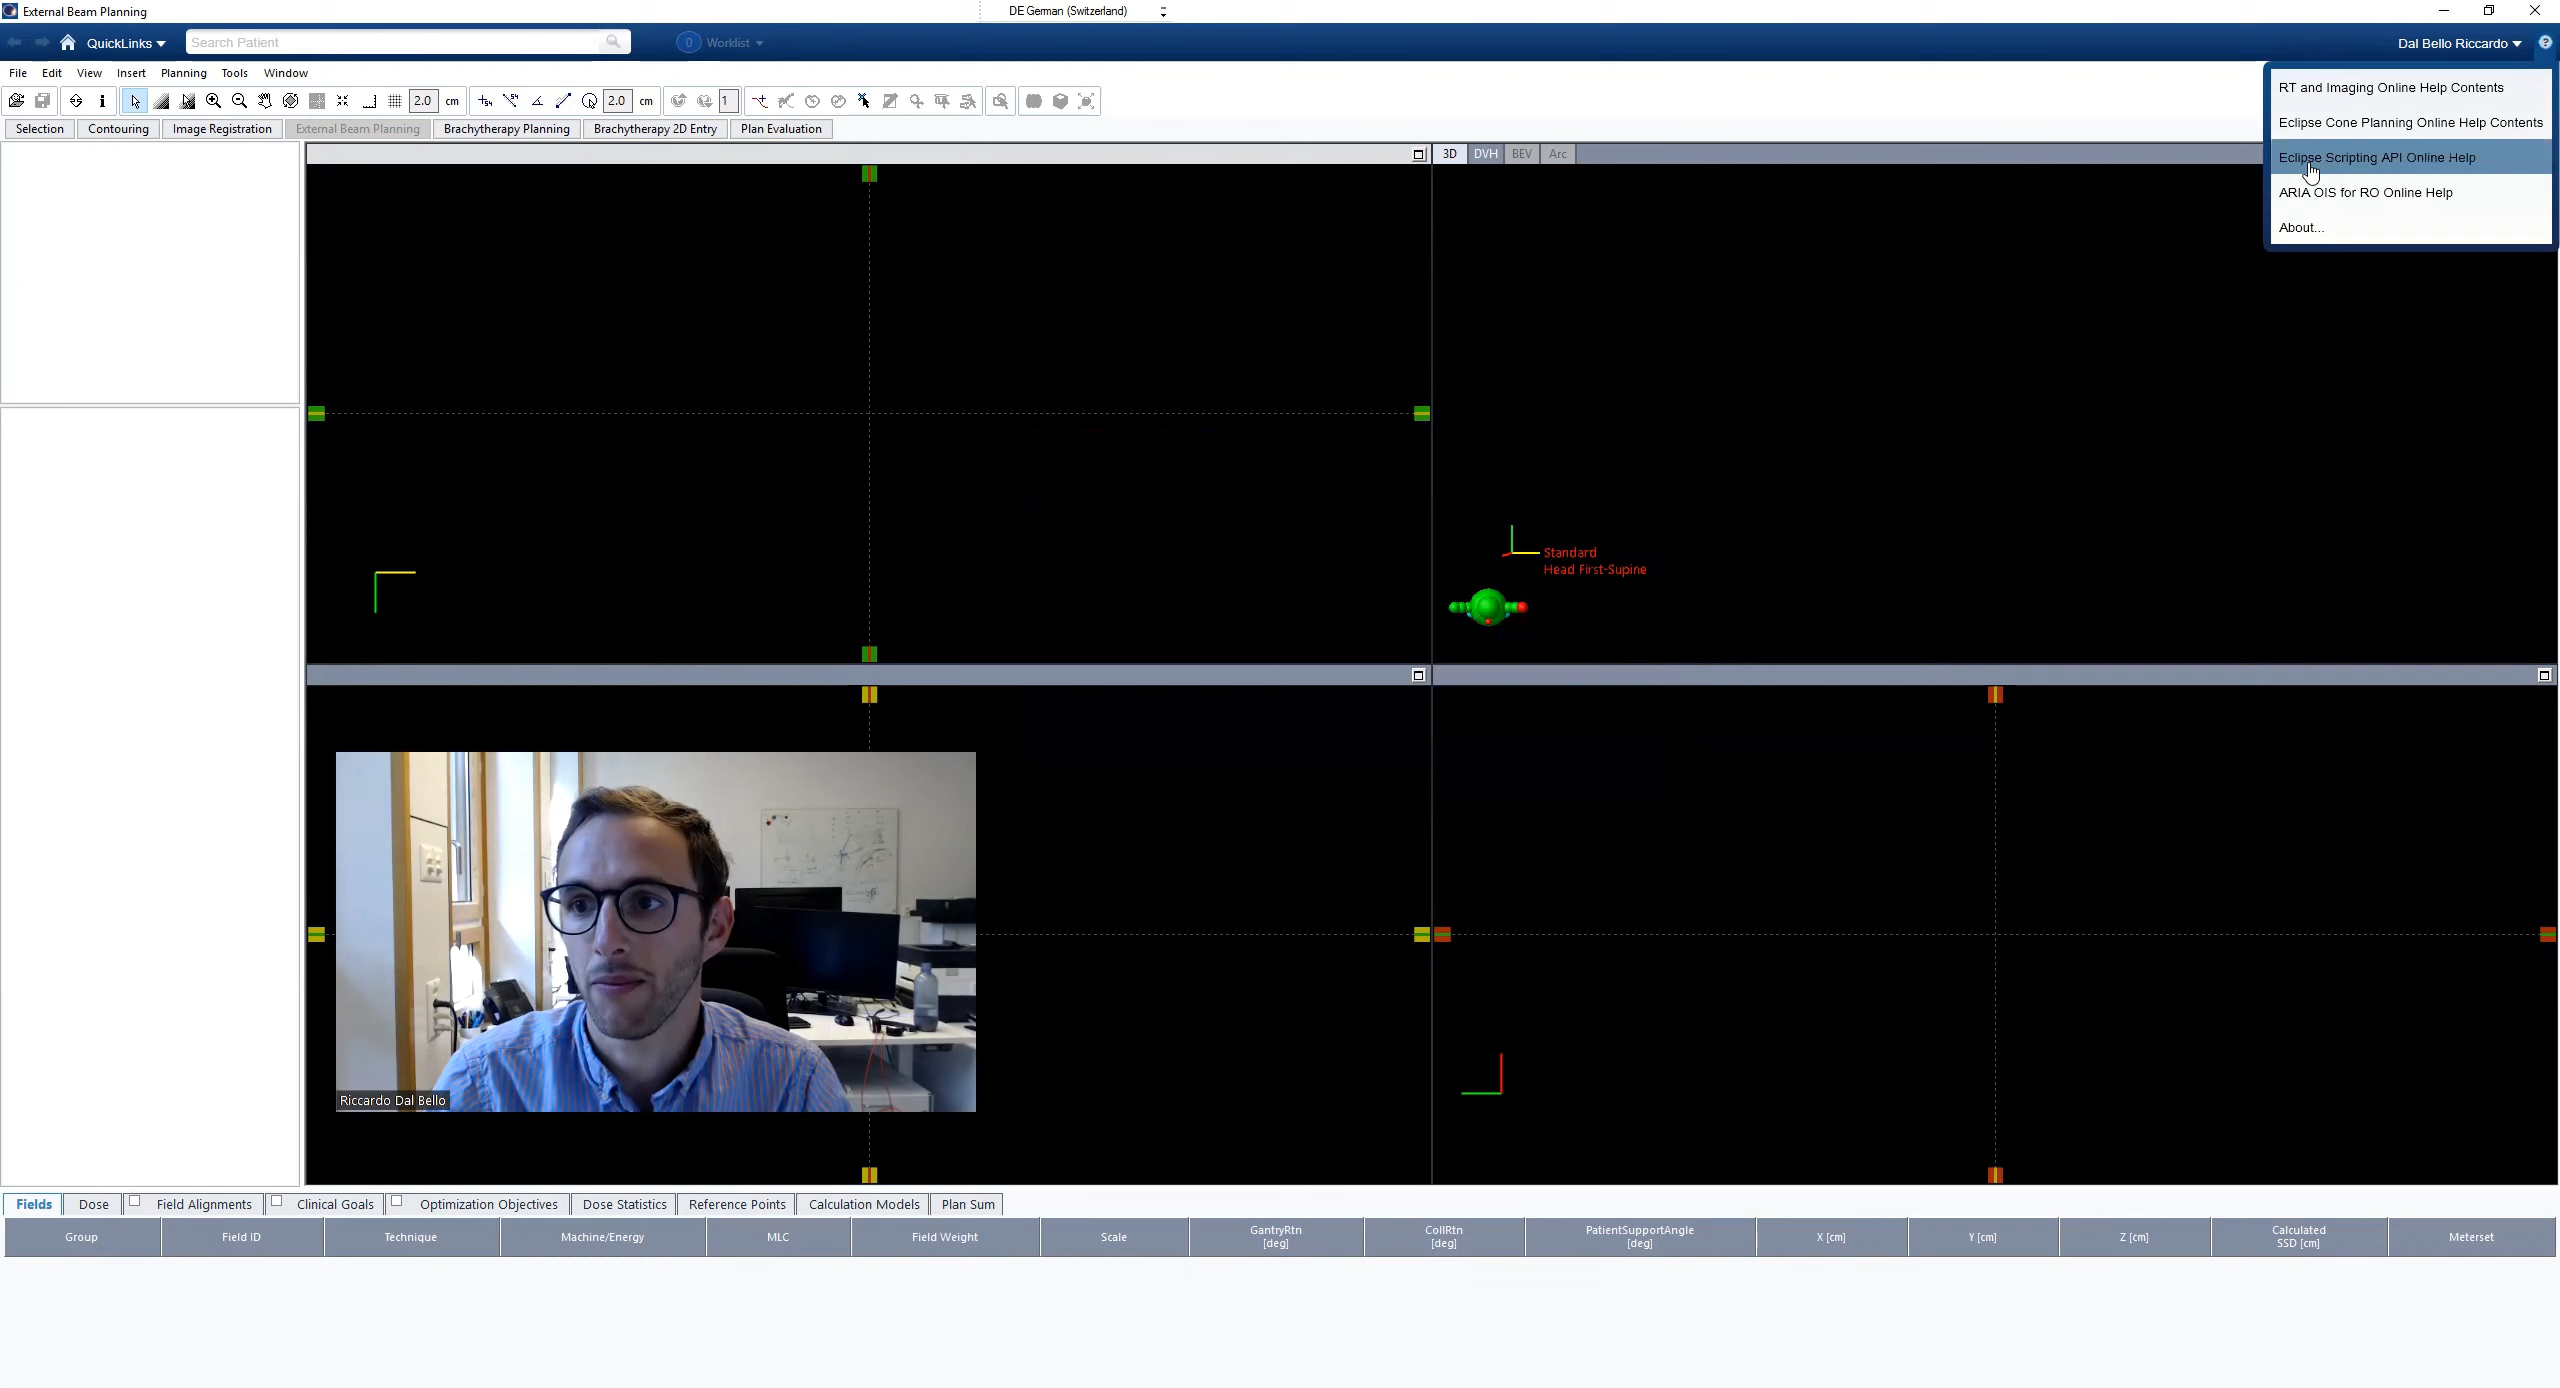 External Beam Planning
DE German (Switzerland)
QuickLinks
Search Patient
0
Worklist
Dal Bello Riccardo
?
File Edit View Insert Planning Tools Window
2.0 cm
2.0 cm
1
RT and Imaging Online Help Contents
Eclipse Cone Planning Online Help Contents
Eclipse Scripting API Online Help
ARIA OIS for RO Online Help
About...
Selection Contouring Image Registration External Beam Planning Brachytherapy Planning Brachytherapy 2D Entry Plan Evaluation
3D DVH BEV Arc
Standard
Head First-Supine
Riccardo Dal Bello
Fields Dose Field Alignments Clinical Goals Optimization Objectives Dose Statistics Reference Points Calculation Models Plan Sum
Group Field ID Technique Machine/Energy MLC Field Weight Scale GantryRtn [deg] CollRtn [deg] PatientSupportAngle [deg] X [cm] Y [cm] Z [cm] Calculated SSD [cm] Meterset